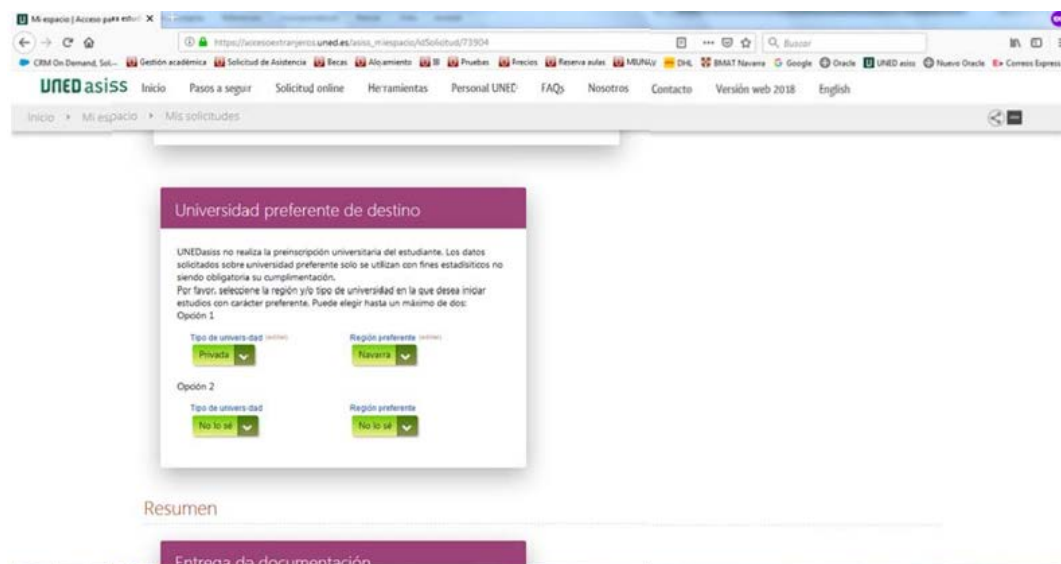 Mi espacio | Acceso para estud
https://accesoextranjeros.uned.es/asiss_miespacio/idSolicitud/73904
Buscar
CRM On Demand, Sol... Gestión académica Solicitud de Asistencia Becas Alojamiento Pruebas Precios Reserva aulas DHL BMAT Navarra Google Oracle UNED asiss Nuevo Oracle Correos Express
UNED asiss Inicio Pasos a seguir Solicitud online Herramientas Personal UNED FAQs Nosotros Contacto Versión web 2018 English
Inicio Mi espacio Mis solicitudes
Universidad preferente de destino
UNEDasiss no realiza la preinscripción universitaria del estudiante. Los datos
solicitados sobre universidad preferente solo se utilizan con fines estadísiticos no
siendo obligatoria su cumplimentación.
Por favor, seleccione la región y/o tipo de universidad en la que desea iniciar
estudios con carácter preferente. Puede elegir hasta un máximo de dos:
Opción 1
Tipo de universidad Región preferente
Privada Navarra
Opción 2
Tipo de universidad Región preferente
No lo sé No lo sé
Resumen
Entrega de documentación